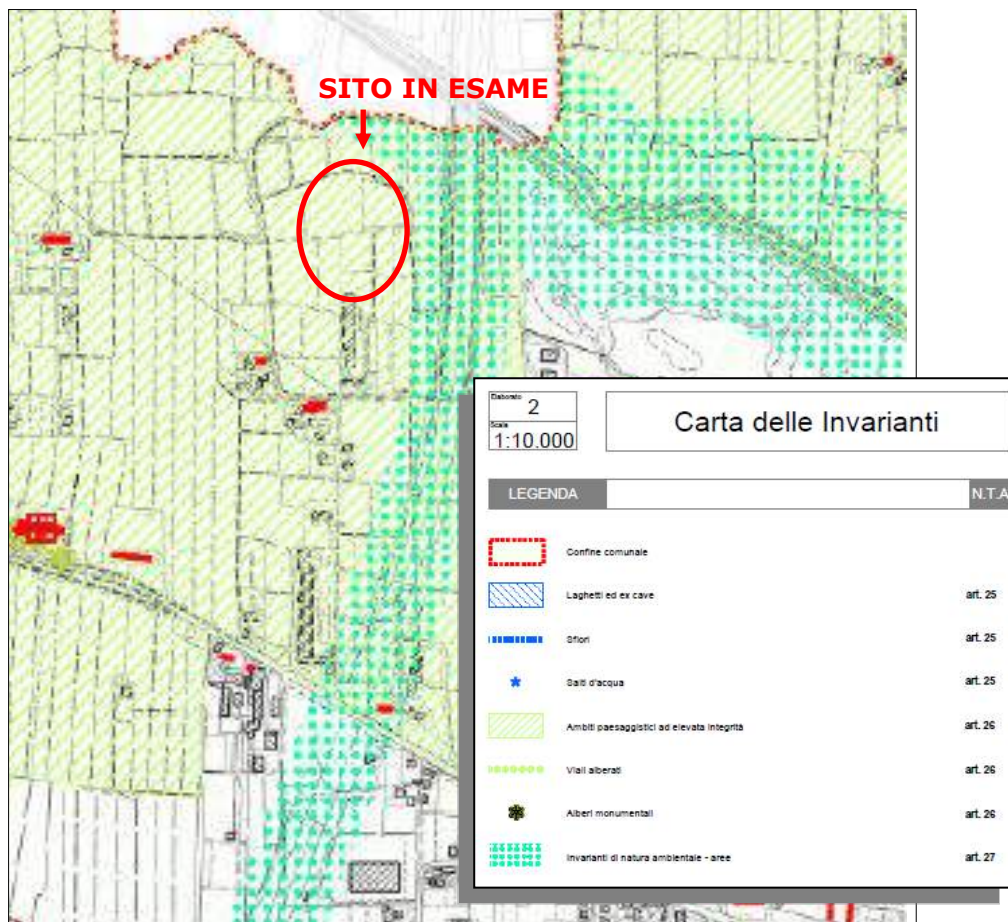 SITO IN ESAME
Elaborato
2
Scala
1:10.000
Carta delle Invarianti
LEGENDA
N.T.A
Confine comunale
Laghetti ed ex cave art. 25
Sfiori art. 25
Salti d'acqua art. 25
Ambiti paesaggistici ad elevata integrità art. 26
Viali alberati art. 26
Alberi monumentali art. 26
Invarianti di natura ambientale - aree art. 27